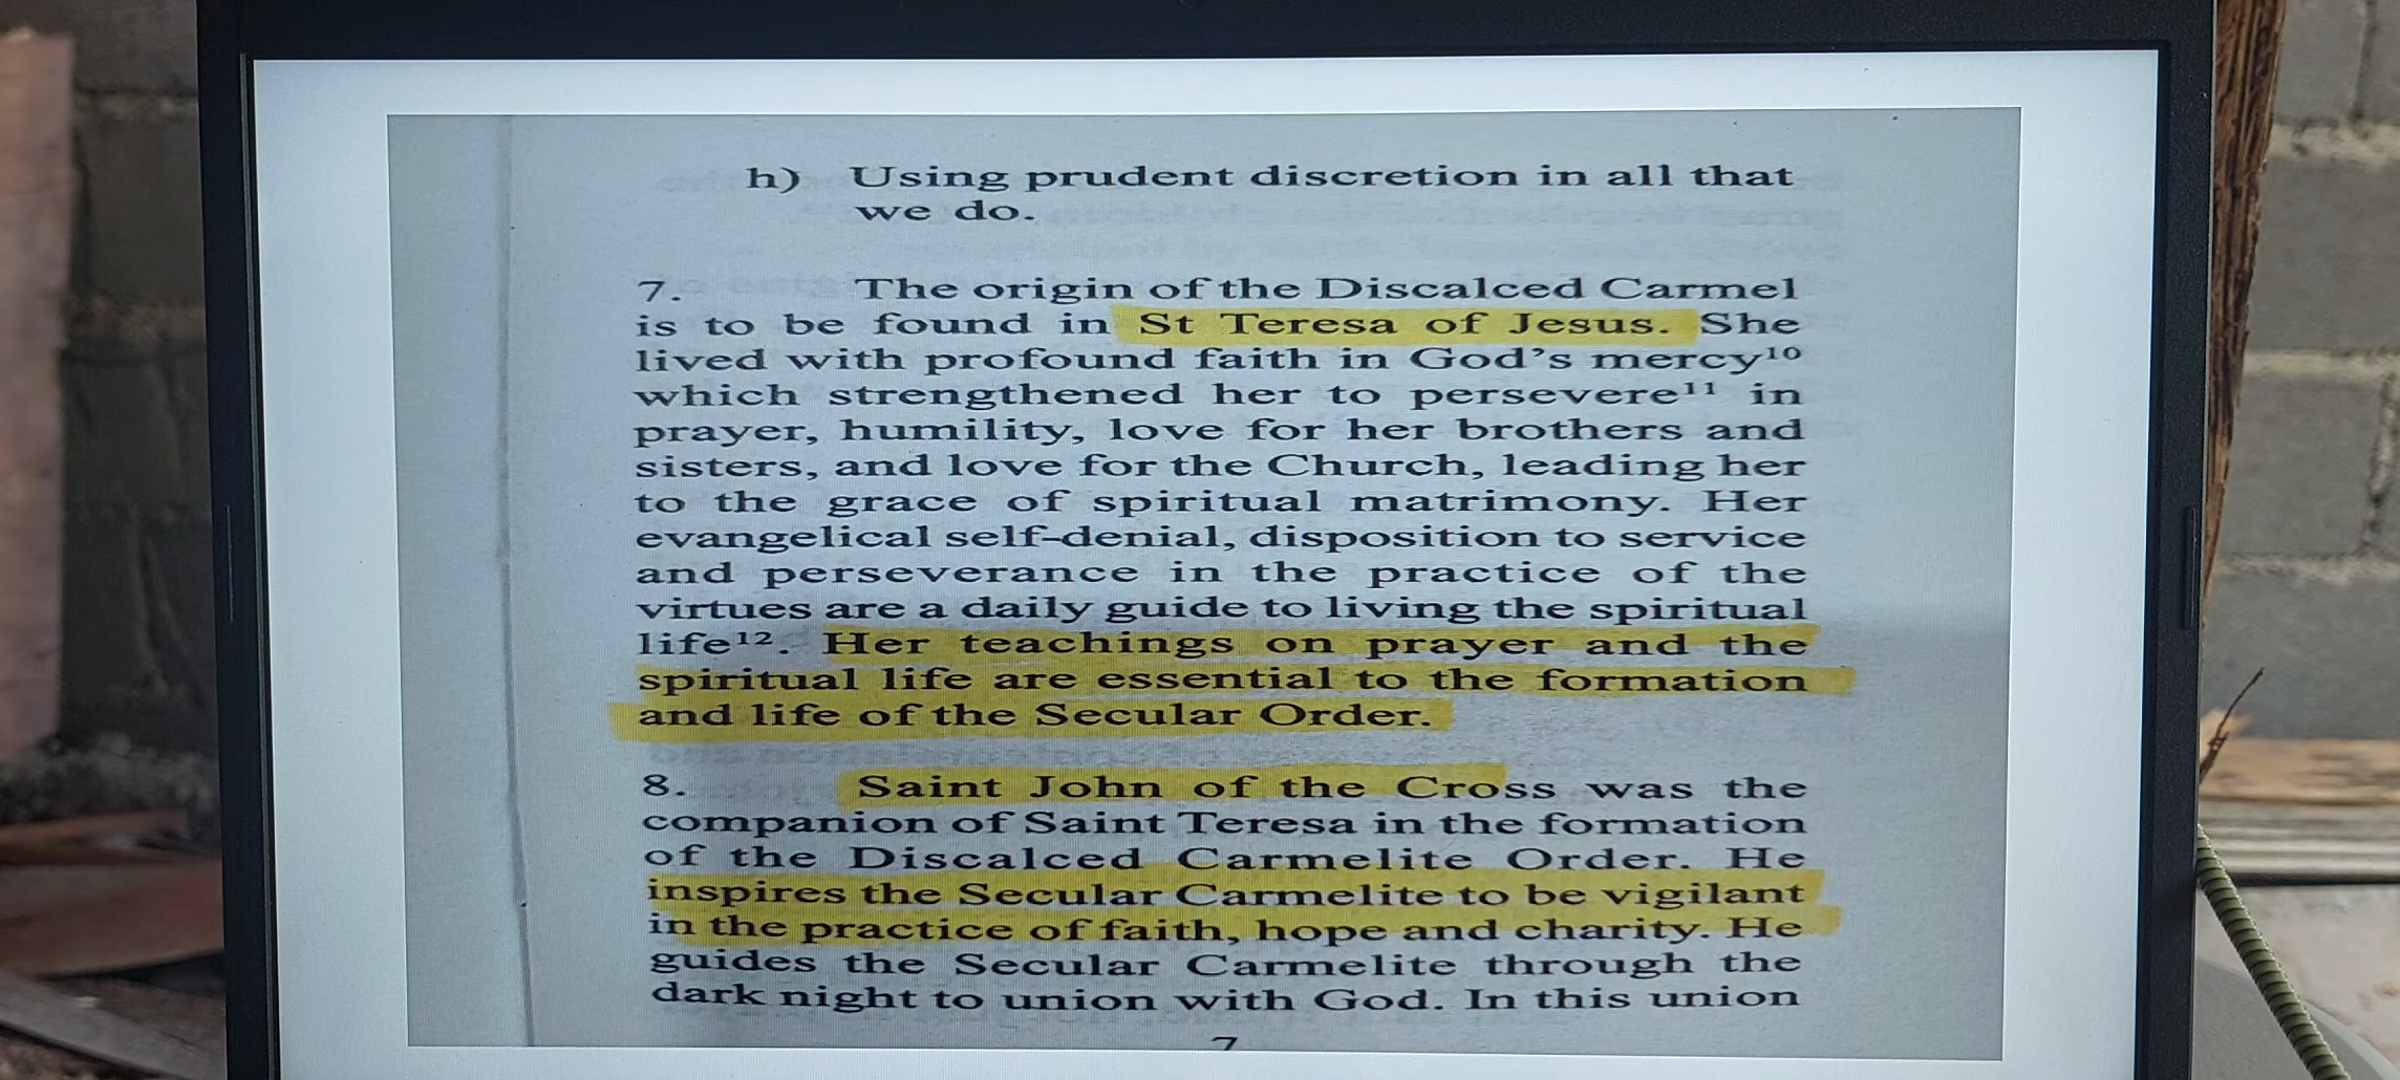 h) Using prudent discretion in all that
we do.
7. The origin of the Discalced Carmel
is to be found in St Teresa of Jesus. She
lived with profound faith in God's mercy¹⁰
which strengthened her to persevere¹¹ in
prayer, humility, love for her brothers and
sisters, and love for the Church, leading her
to the grace of spiritual matrimony. Her
evangelical self-denial, disposition to service
and perseverance in the practice of the
virtues are a daily guide to living the spiritual
life¹². Her teachings on prayer and the
spiritual life are essential to the formation
and life of the Secular Order.
8. Saint John of the Cross was the
companion of Saint Teresa in the formation
of the Discalced Carmelite Order. He
inspires the Secular Carmelite to be vigilant
in the practice of faith, hope and charity. He
guides the Secular Carmelite through the
dark night to union with God. In this union
7